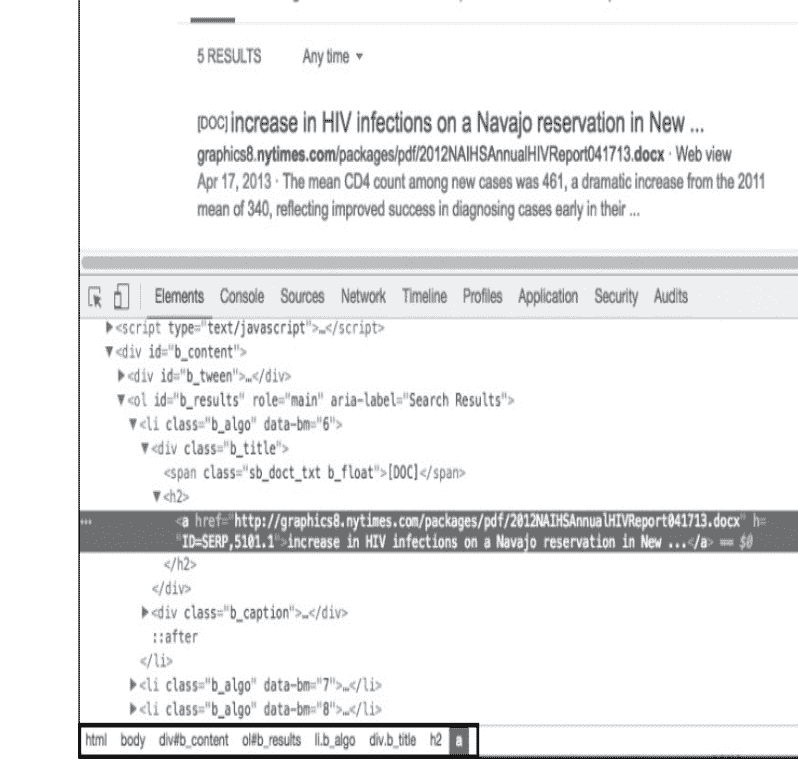 5 RESULTS Any time
[DOC] increase in HIV infections on a Navajo reservation in New ...
graphics8.nytimes.com/packages/pdf/2012NAIHSAnnualHIVReport041713.docx · Web view
Apr 17, 2013 · The mean CD4 count among new cases was 461, a dramatic increase from the 2011
mean of 340, reflecting improved success in diagnosing cases early in their ...
Elements Console Sources Network Timeline Profiles Application Security Audits
<script type="text/javascript">…</script>
<div id="b_content">
<div id="b_tween">…</div>
<ol id="b_results" role="main" aria-label="Search Results">
<li class="b_algo" data-bm="6">
<div class="b_title">
<span class="sb_doct_txt b_float">[DOC]</span>
<h2>
… <a href="http://graphics8.nytimes.com/packages/pdf/2012NAIHSAnnualHIVReport041713.docx" h=
"ID=SERP,5101.1">increase in HIV infections on a Navajo reservation in New ...</a> == $0
</h2>
</div>
<div class="b_caption">…</div>
::after
</li>
<li class="b_algo" data-bm="7">…</li>
<li class="b_algo" data-bm="8">…</li>
html body div#b_content ol#b_results li.b_algo div.b_title h2 a